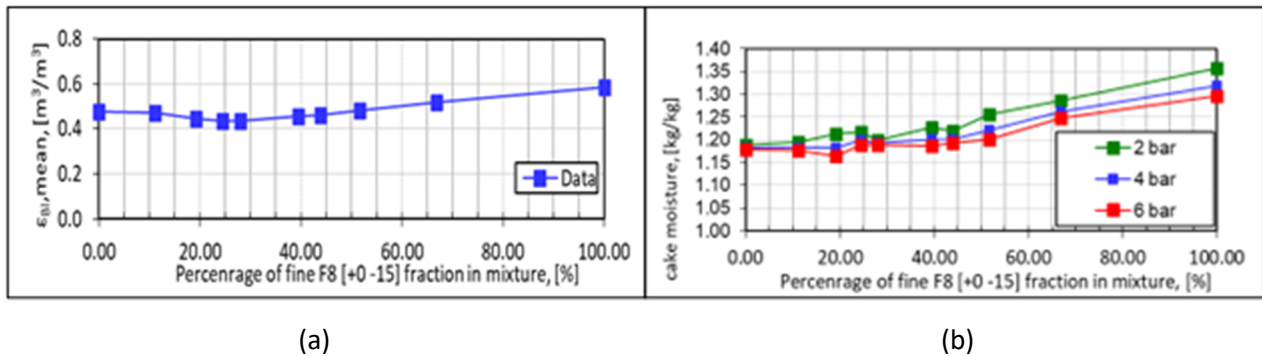 0.8
0.6
0.4
0.2
0.0
εBI,mean, [m³/m³]
Data
0.00 20.00 40.00 60.00 80.00 100.00
Percenrage of fine F8 [+0 -15] fraction in mixture, [%]
(a)
1.40
1.35
1.30
1.25
1.20
1.15
1.10
1.05
1.00
cake moisture, [kg/kg]
2 bar
4 bar
6 bar
0.00 20.00 40.00 60.00 80.00 100.00
Percenrage of fine F8 [+0 -15] fraction in mixture, [%]
(b)